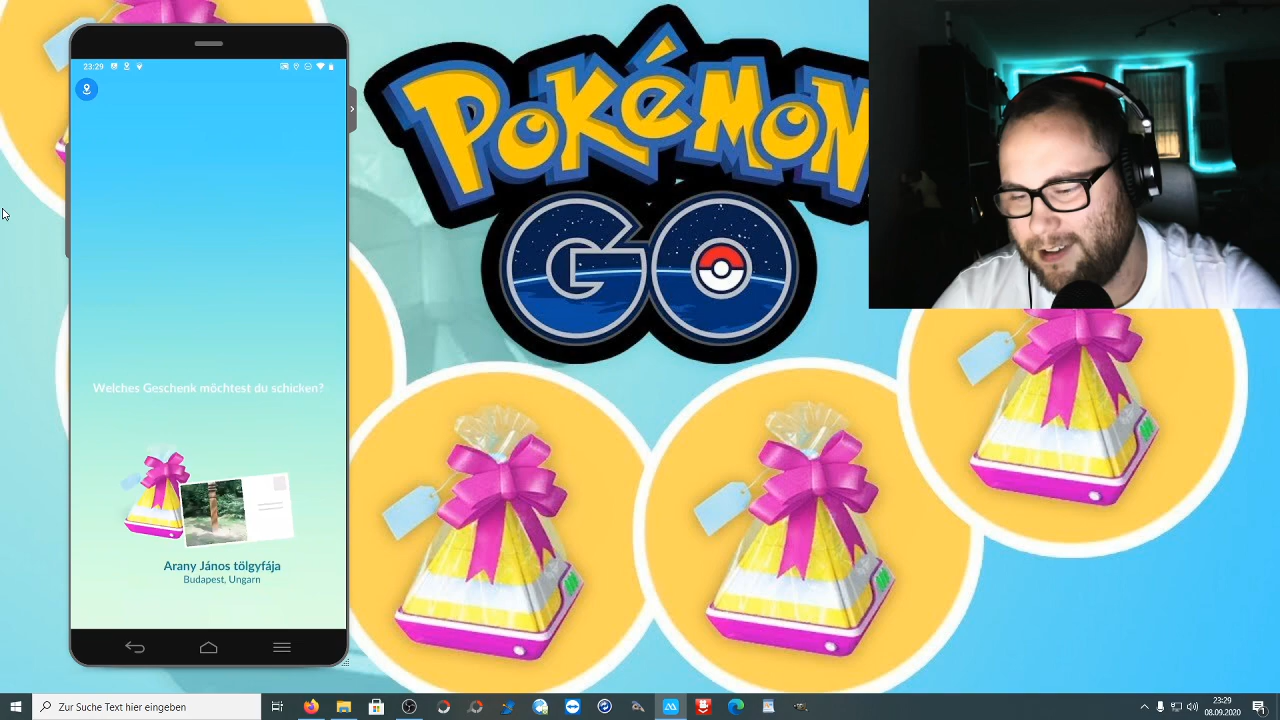 23:29
POKéMON
GO
Welches Geschenk möchtest du schicken?
Arany János tölgyfája
Budapest, Ungarn
Zur Suche Text hier eingeben
23:29
08.09.2020